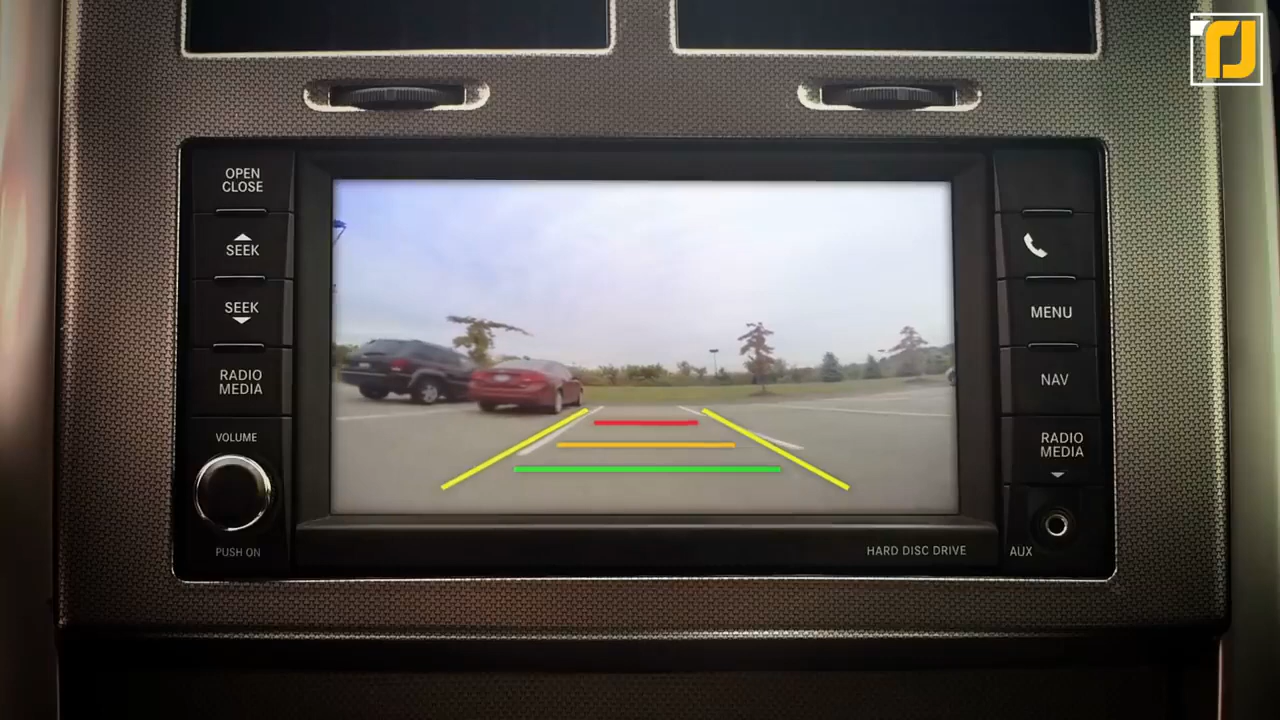 OPEN
CLOSE
SEEK
SEEK
RADIO
MEDIA
VOLUME
PUSH ON
MENU
NAV
RADIO
MEDIA
HARD DISC DRIVE
AUX